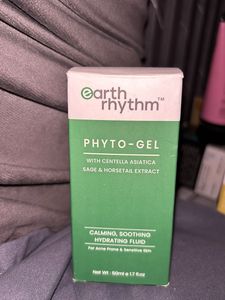 earth
rhythm™
PHYTO-GEL
WITH CENTELLA ASIATICA
SAGE & HORSETAIL EXTRACT
CALMING, SOOTHING
HYDRATING FLUID
For Acne Prone & Sensitive Skin
Net Wt : 50ml e 1.7 fl.oz